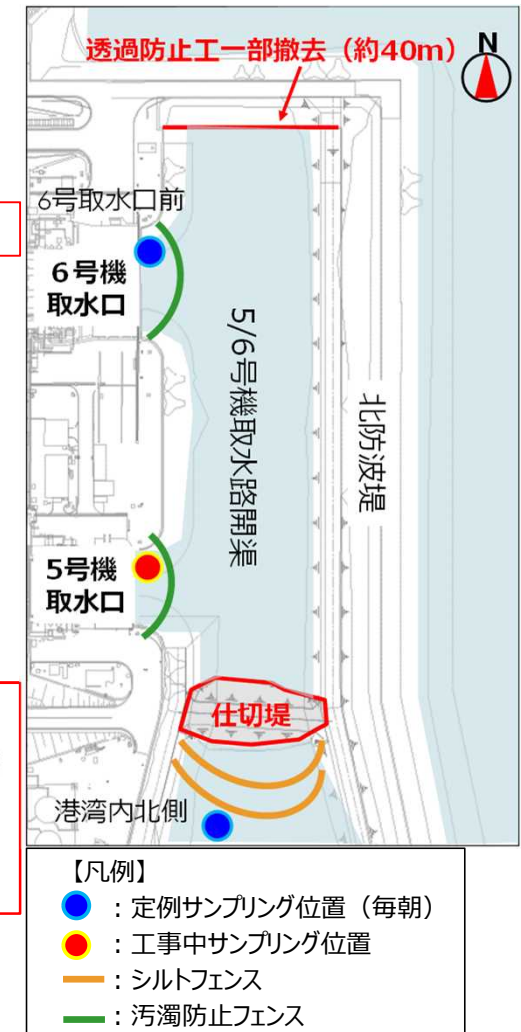 透過防止工一部撤去（約40m）
N
6号取水口前
6号機
取水口
5/6号機取水路開渠
北防波堤
5号機
取水口
仕切堤
港湾内北側
【凡例】
：定例サンプリング位置（毎朝）
：工事中サンプリング位置
：シルトフェンス
：汚濁防止フェンス